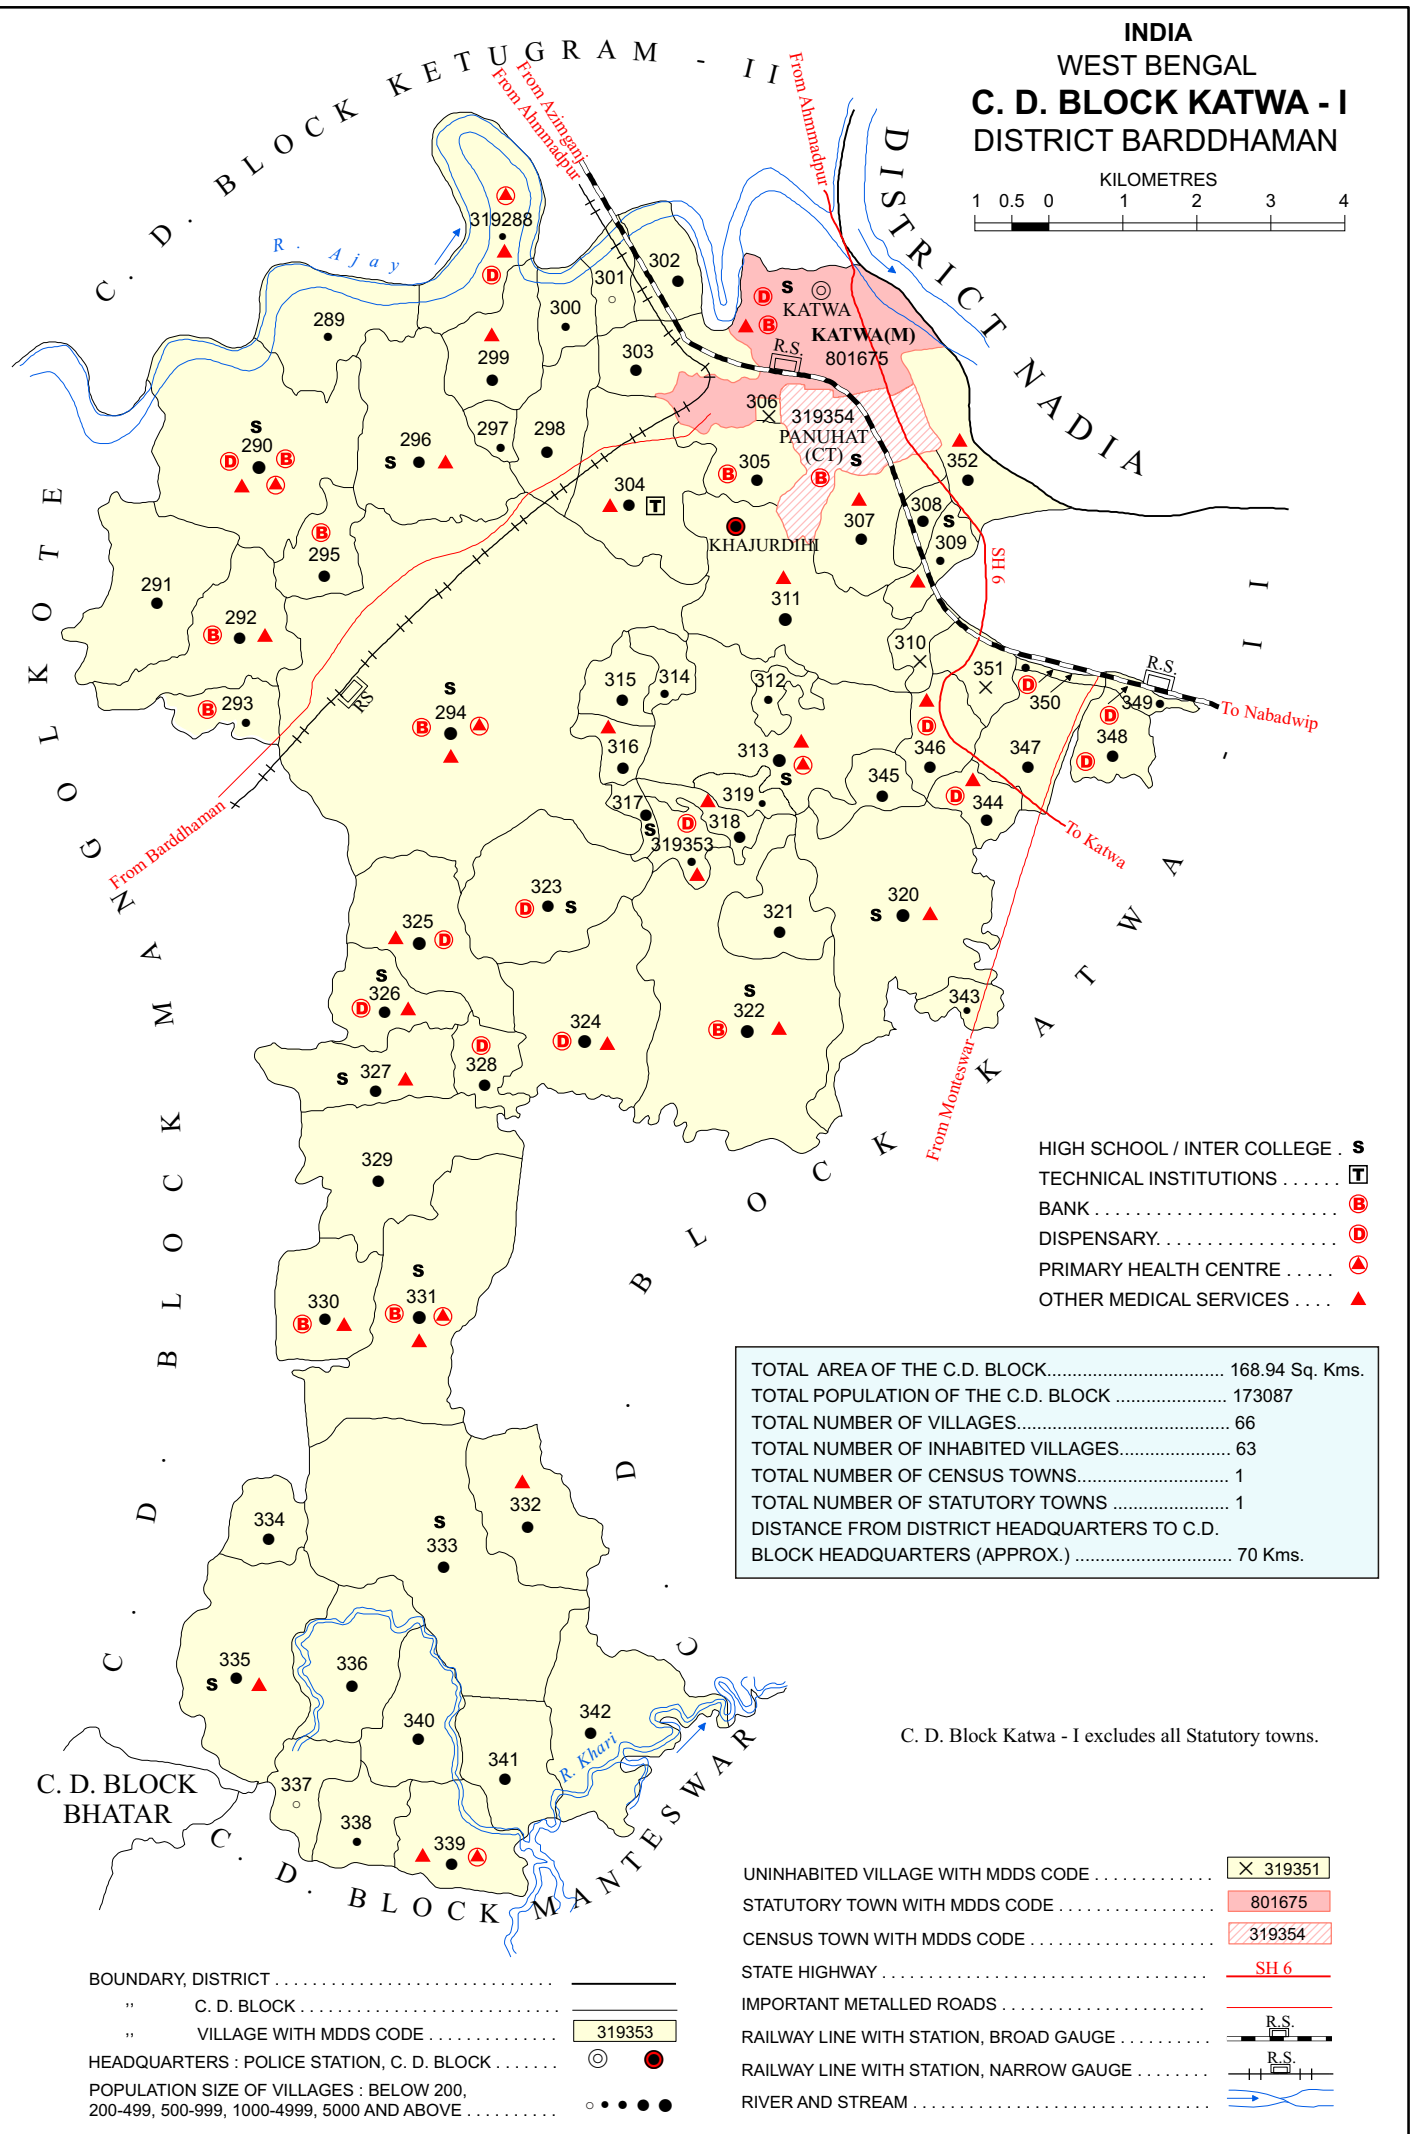 INDIA
WEST BENGAL
C. D. BLOCK KATWA - I
DISTRICT BARDDHAMAN
KILOMETRES
1 0.5 0 1 2 3 4
C. D. BLOCK KETUGRAM - II
From Azimganj
From Ahmmadpur
From Ahmmadpur
DISTRICT NADIA
R. Ajay
319288
301
302
300
289
299
303
S
D
KATWA
B
KATWA(M)
801675
R.S.
306
319354
PANUHAT
(CT)
S
B
S
290
D
B
296
S
297
298
304
T
B
305
352
308
S
309
307
KHAJURDIHI
SH 6
B
295
291
292
B
293
B
311
310
351
350
D
R.S.
349
To Nabadwip
D
348
D
315
314
312
RS
S
294
B
313
S
316
D
346
347
345
D
344
317
S
319
318
D
319353
To Katwa
From Barddhaman
323
D
S
325
D
321
320
S
S
326
D
324
D
S
322
B
343
From Monteswar
327
S
D
328
329
330
B
S
331
B
332
S
333
334
335
S
336
340
341
342
R. Khari
337
338
339
C. D. BLOCK MANGOLKOTE
C. D. BLOCK KATWA - II
C. D. BLOCK
BHATAR
C. D. BLOCK MANTESWAR
HIGH SCHOOL / INTER COLLEGE . S
TECHNICAL INSTITUTIONS . . . . . . T
BANK . . . . . . . . . . . . . . . . . . . . . . . . . . B
DISPENSARY. . . . . . . . . . . . . . . . . . . D
PRIMARY HEALTH CENTRE . . . . .
OTHER MEDICAL SERVICES . . . .
TOTAL AREA OF THE C.D. BLOCK................................... 168.94 Sq. Kms.
TOTAL POPULATION OF THE C.D. BLOCK ...................... 173087
TOTAL NUMBER OF VILLAGES.......................................... 66
TOTAL NUMBER OF INHABITED VILLAGES...................... 63
TOTAL NUMBER OF CENSUS TOWNS.............................. 1
TOTAL NUMBER OF STATUTORY TOWNS ....................... 1
DISTANCE FROM DISTRICT HEADQUARTERS TO C.D.
BLOCK HEADQUARTERS (APPROX.) ............................... 70 Kms.
C. D. Block Katwa - I excludes all Statutory towns.
UNINHABITED VILLAGE WITH MDDS CODE . . . . . . . . . . . . . 319351
STATUTORY TOWN WITH MDDS CODE . . . . . . . . . . . . . . . . . 801675
CENSUS TOWN WITH MDDS CODE . . . . . . . . . . . . . . . . . . . . 319354
STATE HIGHWAY . . . . . . . . . . . . . . . . . . . . . . . . . . . . . . . . . . . SH 6
IMPORTANT METALLED ROADS . . . . . . . . . . . . . . . . . . . . . .
RAILWAY LINE WITH STATION, BROAD GAUGE . . . . . . . . . . R.S.
RAILWAY LINE WITH STATION, NARROW GAUGE . . . . . . . . R.S.
RIVER AND STREAM . . . . . . . . . . . . . . . . . . . . . . . . . . . . . . . .
BOUNDARY, DISTRICT . . . . . . . . . . . . . . . . . . . . . . . . . . . . . .
,, C. D. BLOCK . . . . . . . . . . . . . . . . . . . . . . . . . . . .
,, VILLAGE WITH MDDS CODE . . . . . . . . . . . . . . 319353
HEADQUARTERS : POLICE STATION, C. D. BLOCK . . . . . . .
POPULATION SIZE OF VILLAGES : BELOW 200,
200-499, 500-999, 1000-4999, 5000 AND ABOVE . . . . . . . . . .